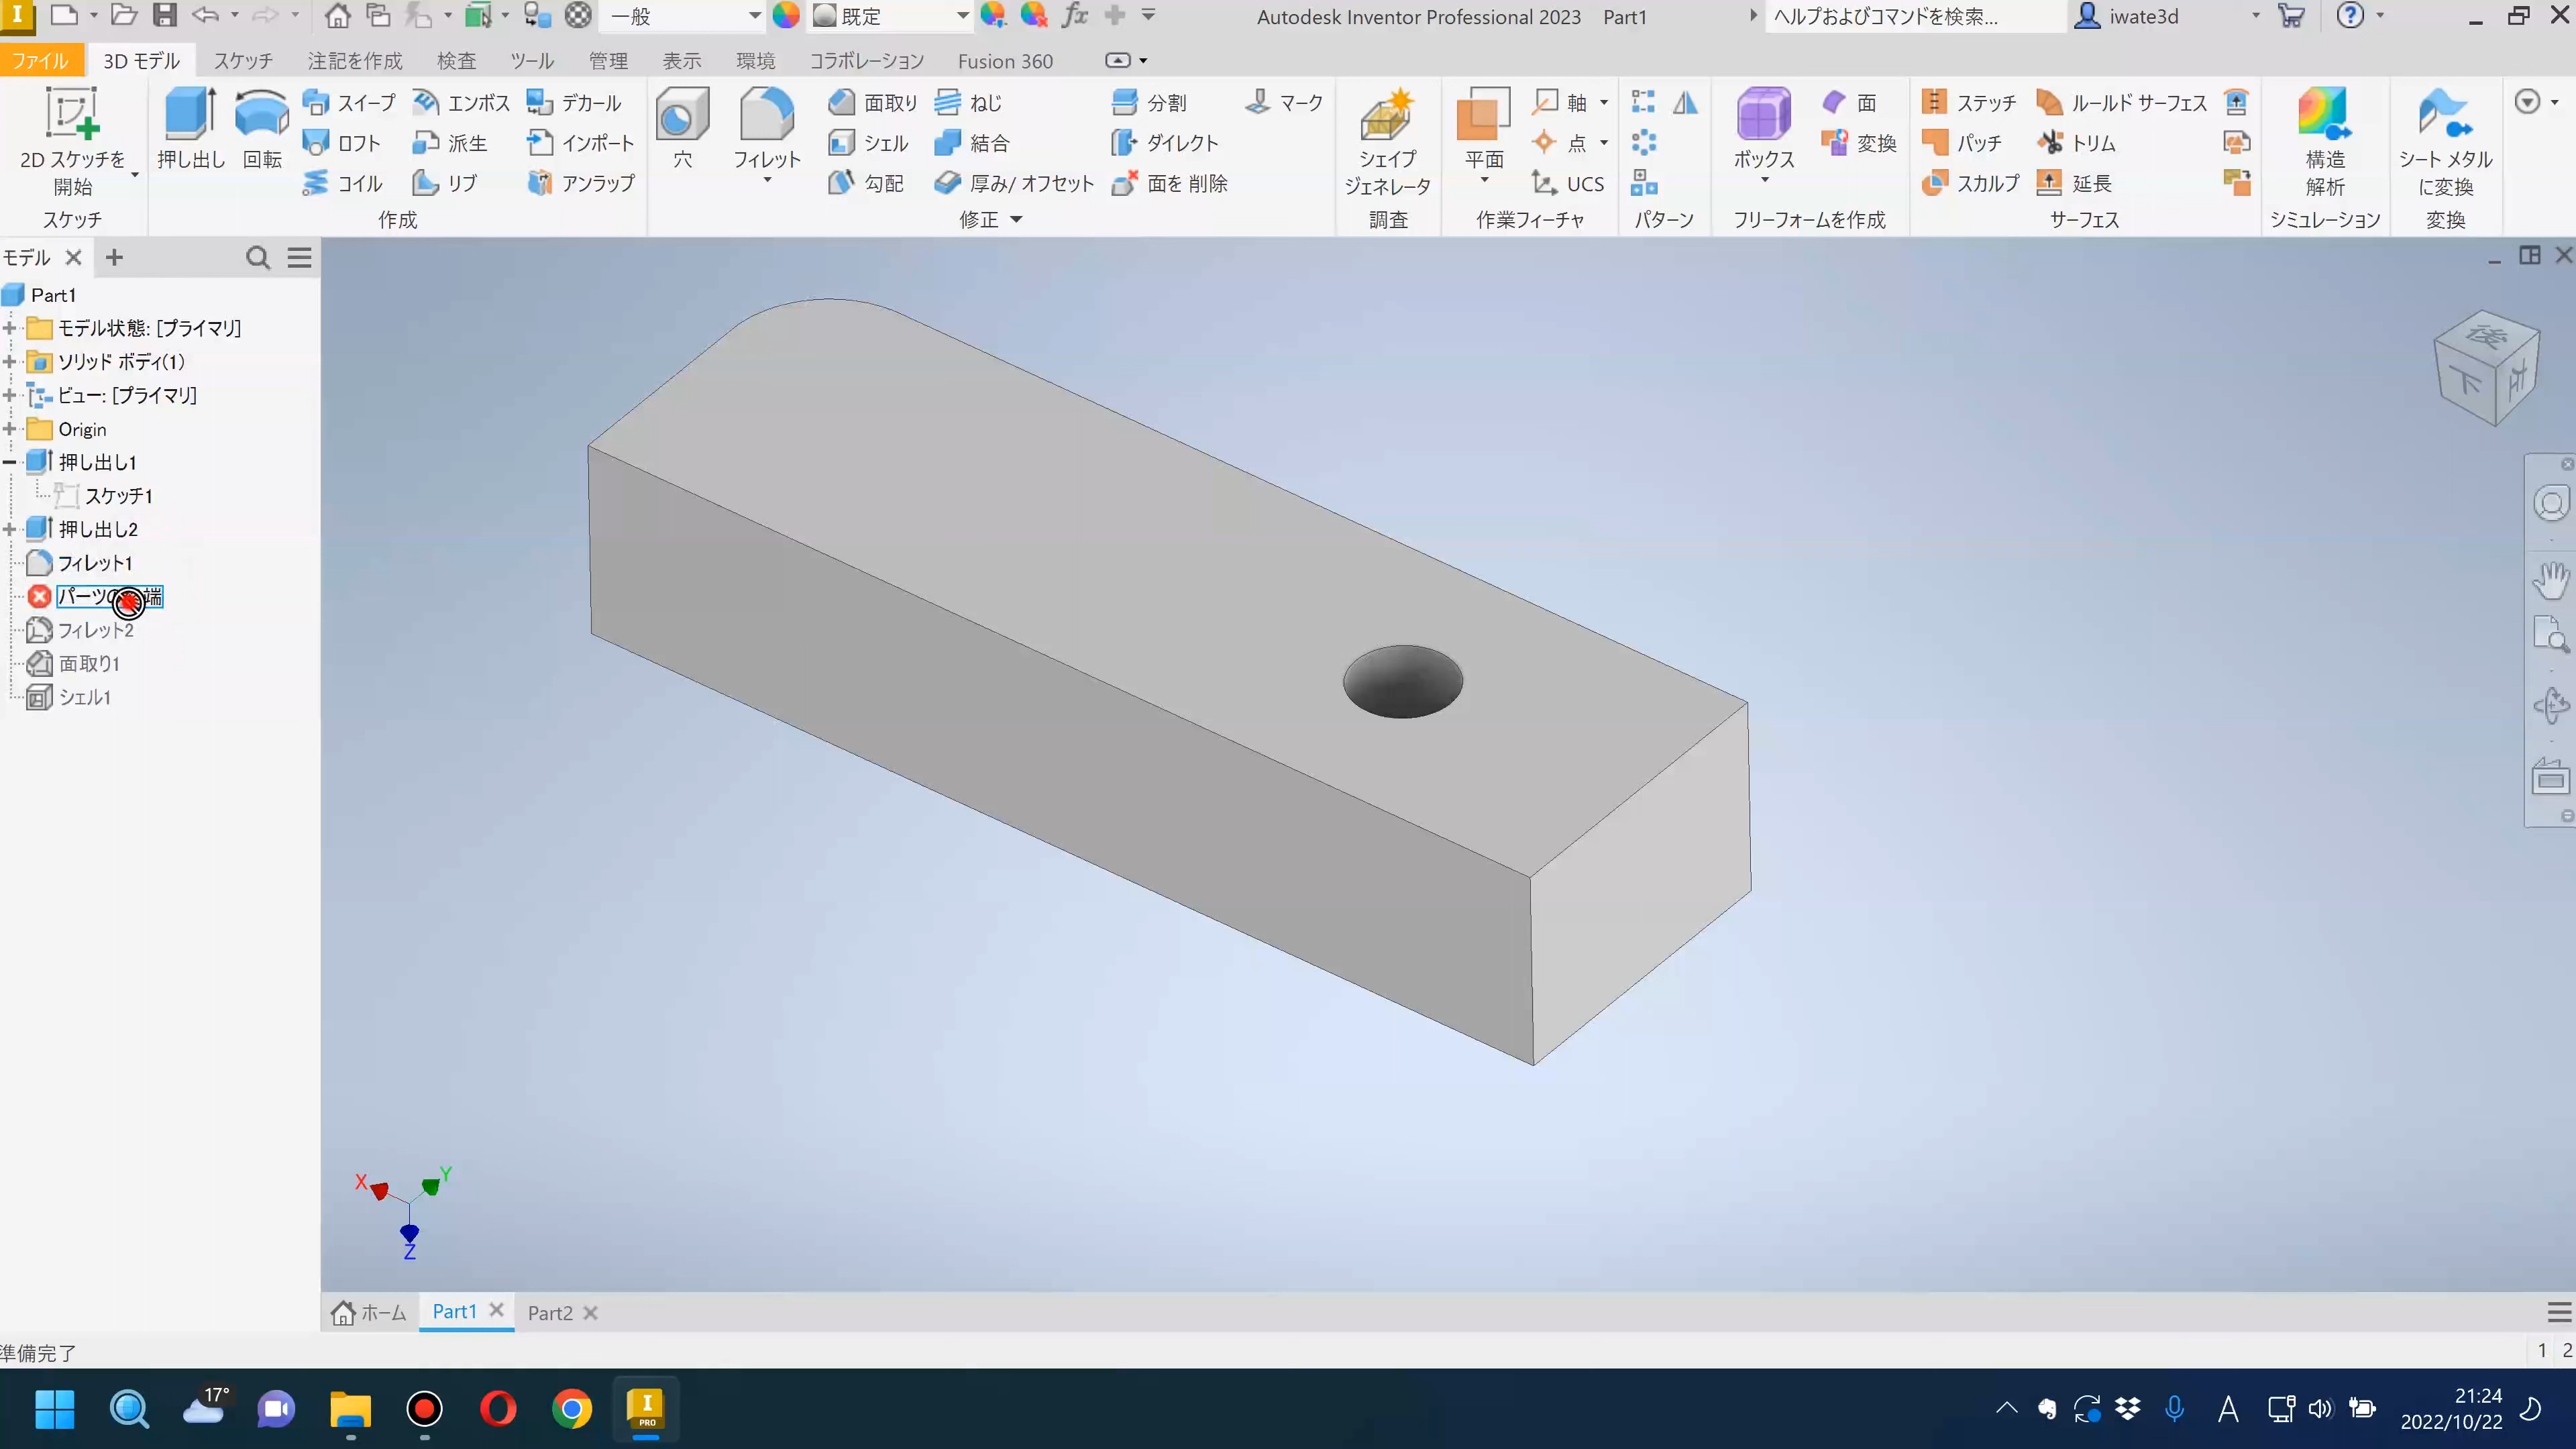 I 一般 既定 fx Autodesk Inventor Professional 2023 Part1 ヘルプおよびコマンドを検索... iwate3d ?
ファイル 3D モデル スケッチ 注記を作成 検査 ツール 管理 表示 環境 コラボレーション Fusion 360
2D スケッチを
開始
押し出し
回転
スイープ
ロフト
コイル
エンボス
派生
リブ
デカール
インポート
アンラップ
穴
フィレット
面取り
シェル
勾配
ねじ
結合
厚み/ オフセット
分割
ダイレクト
面を 削除
マーク
シェイプ
ジェネレータ
平面
軸
点
UCS
ボックス
面
変換
ステッチ
パッチ
スカルプ
ルールド サーフェス
トリム
延長
構造
解析
シート メタル
に変換
スケッチ 作成 修正 調査 作業フィーチャ パターン フリーフォームを作成 サーフェス シミュレーション 変換
モデル
Part1
モデル状態: [プライマリ]
ソリッド ボディ(1)
ビュー: [プライマリ]
Origin
押し出し1
スケッチ1
押し出し2
フィレット1
パーツの 端
フィレット2
面取り1
シェル1
後
下
X
Y
Z
ホーム Part1 Part2
準備完了
1 2
17°
I
PRO
A
21:24
2022/10/22